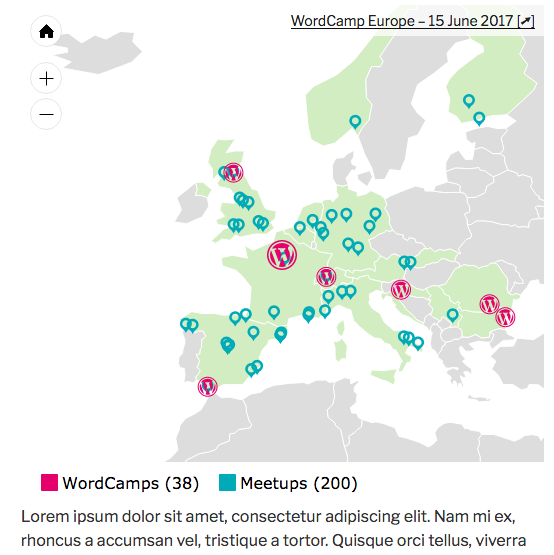 WordCamp Europe – 15 June 2017 [➚]
WordCamps (38) Meetups (200)
Lorem ipsum dolor sit amet, consectetur adipiscing elit. Nam mi ex,
rhoncus a accumsan vel, tristique a tortor. Quisque orci tellus, viverra